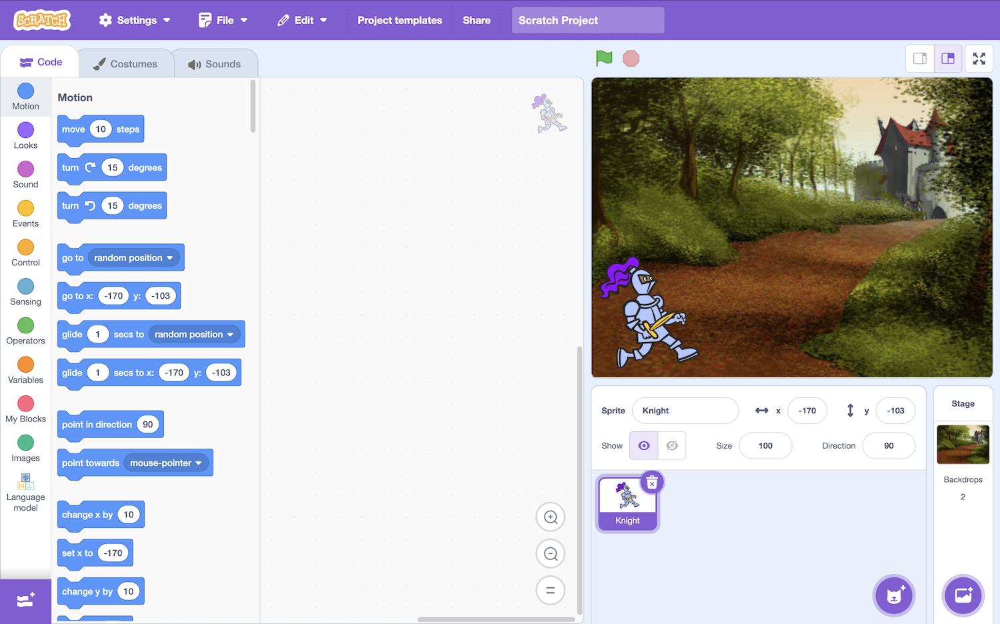 SCRATCH Settings File Edit Project templates Share Scratch Project
Code Costumes Sounds
Motion
Looks
Sound
Events
Control
Sensing
Operators
Variables
My Blocks
Images
Language
model
Motion
move 10 steps
turn 15 degrees
turn 15 degrees
go to random position
go to x: -170 y: -103
glide 1 secs to random position
glide 1 secs to x: -170 y: -103
point in direction 90
point towards mouse-pointer
change x by 10
set x to -170
change y by 10
Sprite Knight x -170 y -103
Show Size 100 Direction 90
Knight
Stage
Backdrops
2